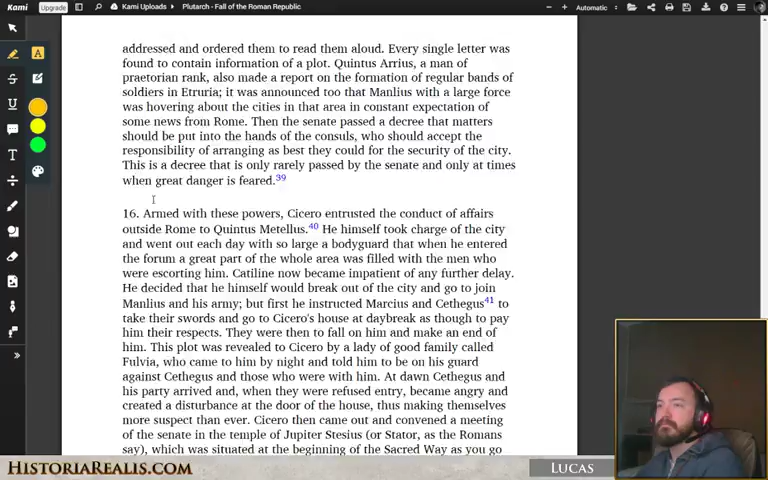 Kami Upgrade Kami Uploads > Plutarch - Fall of the Roman Republic Automatic
addressed and ordered them to read them aloud. Every single letter was
found to contain information of a plot. Quintus Arrius, a man of
praetorian rank, also made a report on the formation of regular bands of
soldiers in Etruria; it was announced too that Manlius with a large force
was hovering about the cities in that area in constant expectation of
some news from Rome. Then the senate passed a decree that matters
should be put into the hands of the consuls, who should accept the
responsibility of arranging as best they could for the security of the city.
This is a decree that is only rarely passed by the senate and only at times
when great danger is feared.39
16. Armed with these powers, Cicero entrusted the conduct of affairs
outside Rome to Quintus Metellus.40 He himself took charge of the city
and went out each day with so large a bodyguard that when he entered
the forum a great part of the whole area was filled with the men who
were escorting him. Catiline now became impatient of any further delay.
He decided that he himself would break out of the city and go to join
Manlius and his army; but first he instructed Marcius and Cethegus41 to
take their swords and go to Cicero's house at daybreak as though to pay
him their respects. They were then to fall on him and make an end of
him. This plot was revealed to Cicero by a lady of good family called
Fulvia, who came to him by night and told him to be on his guard
against Cethegus and those who were with him. At dawn Cethegus and
his party arrived and, when they were refused entry, became angry and
created a disturbance at the door of the house, thus making themselves
more suspect than ever. Cicero then came out and convened a meeting
of the senate in the temple of Jupiter Stesius (or Stator, as the Romans
say), which was situated at the beginning of the Sacred Way as you go
HISTORIAREALIS.COM
LUCAS